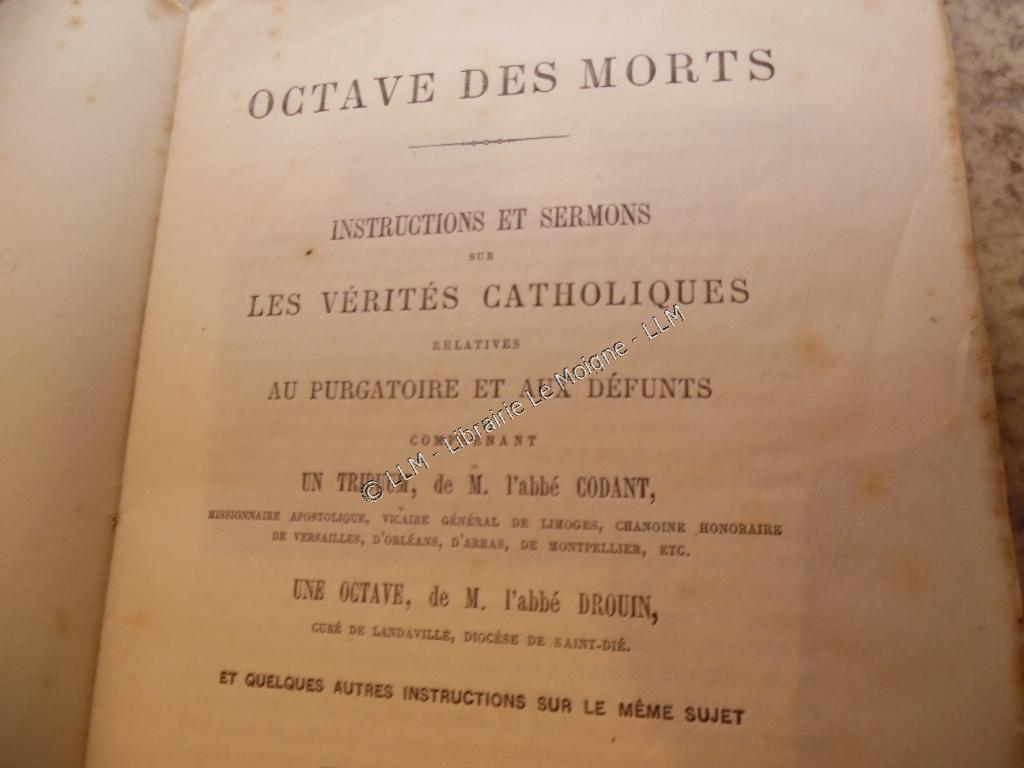 OCTAVE DES MORTS
INSTRUCTIONS ET SERMONS
SUR
LES VÉRITÉS CATHOLIQUES
RELATIVES
AU PURGATOIRE ET AUX DÉFUNTS
COMPRENANT
UN TRIDUUM, de M. l'abbé CODANT,
MISSIONNAIRE APOSTOLIQUE, VICAIRE GÉNÉRAL DE LIMOGES, CHANOINE HONORAIRE
DE VERSAILLES, D'ORLÉANS, D'ARRAS, DE MONTPELLIER, ETC.
UNE OCTAVE, de M. l'abbé DROUIN,
CURÉ DE LANDAVILLE, DIOCÈSE DE SAINT-DIÉ.
ET QUELQUES AUTRES INSTRUCTIONS SUR LE MÊME SUJET
© LLM - Librairie Le Moigne - LLM